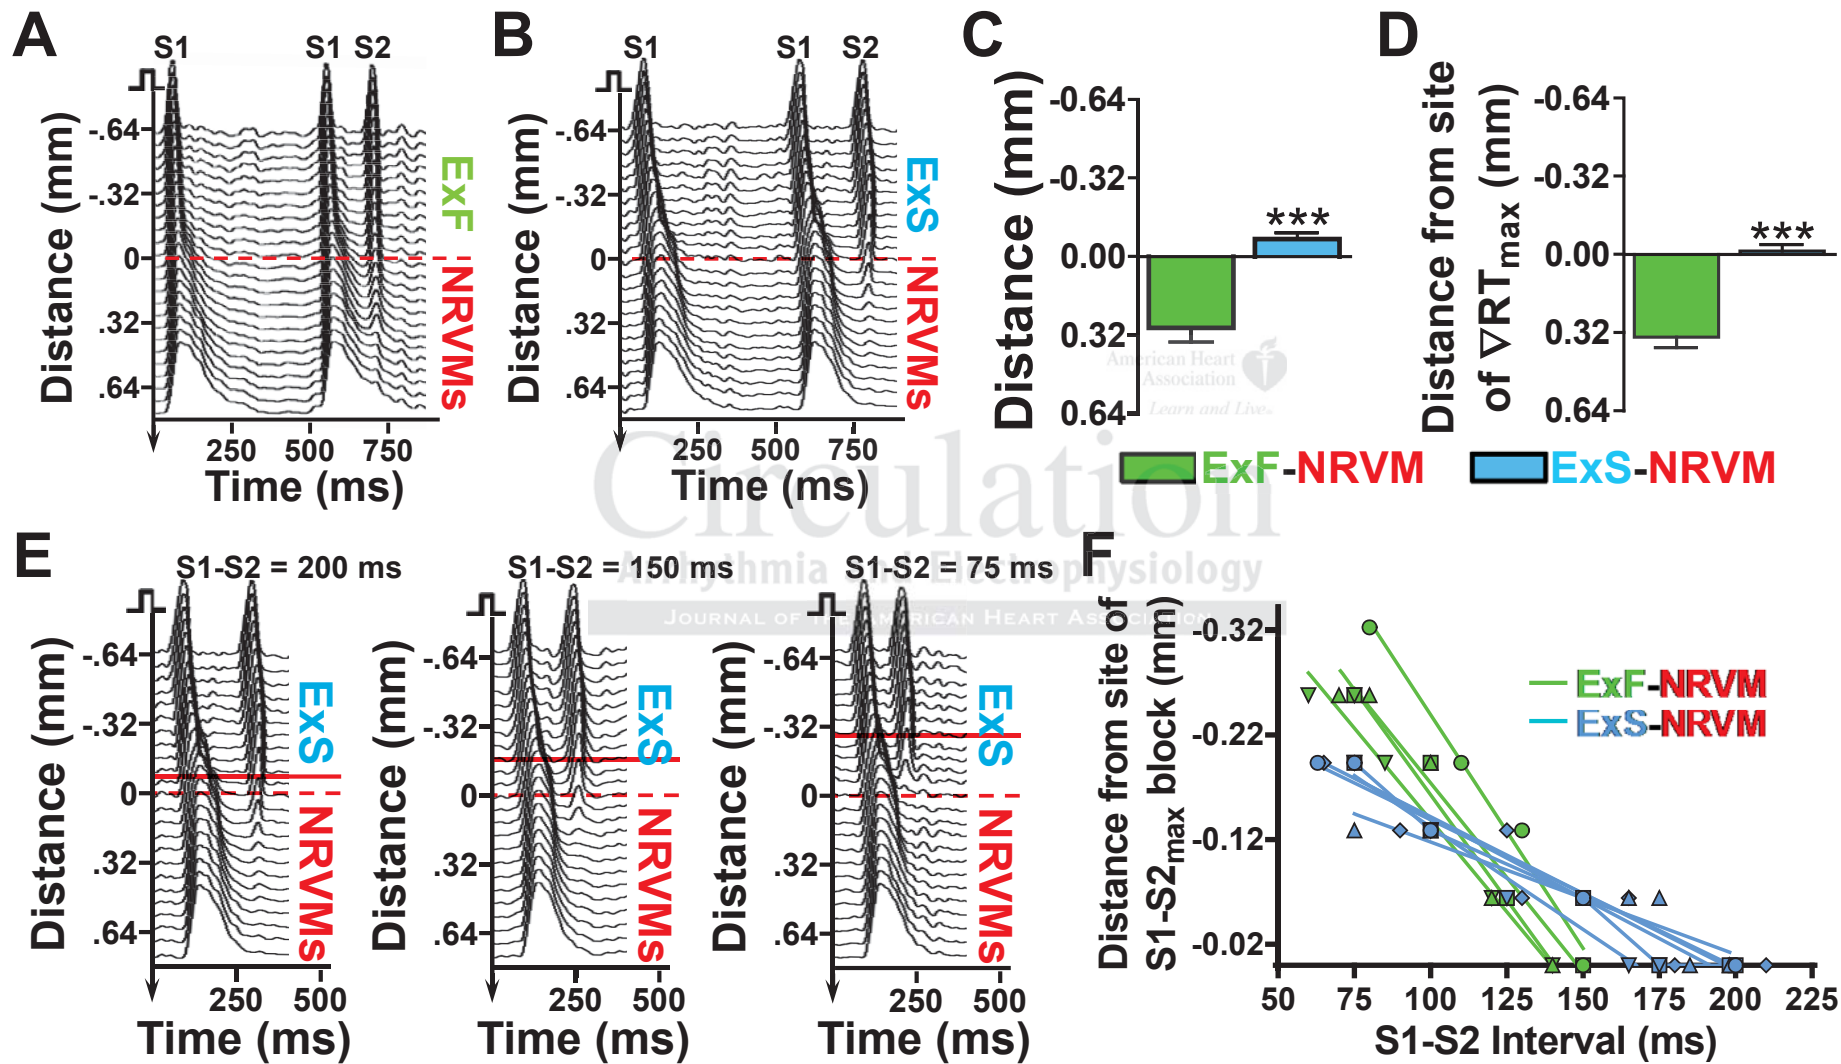 A
S1
S1
S2
-.64
-.32
0
.32
.64
Distance (mm)
ExF
NRVMs
250
500
750
Time (ms)
B
S1
S1
S2
-.64
-.32
0
.32
.64
Distance (mm)
ExS
NRVMs
250
500
750
Time (ms)
C
-0.64
-0.32
0.00
0.32
0.64
Distance (mm)
***
D
-0.64
-0.32
0.00
0.32
0.64
Distance from site
of ∇RTmax (mm)
***
ExF-NRVM
ExS-NRVM
American Heart
Association
Learn and Live
Circulation
Arrhythmia and Electrophysiology
JOURNAL OF THE AMERICAN HEART ASSOCIATION
E
S1-S2 = 200 ms
-.64
-.32
0
.32
.64
Distance (mm)
ExS
NRVMs
250
500
Time (ms)
S1-S2 = 150 ms
-.64
-.32
0
.32
.64
Distance (mm)
ExS
NRVMs
250
500
Time (ms)
S1-S2 = 75 ms
-.64
-.32
0
.32
.64
Distance (mm)
ExS
NRVMs
250
500
Time (ms)
F
-0.32
-0.22
-0.12
-0.02
Distance from site of
S1-S2max block (mm)
ExF-NRVM
ExS-NRVM
50
75
100
125
150
175
200
225
S1-S2 Interval (ms)